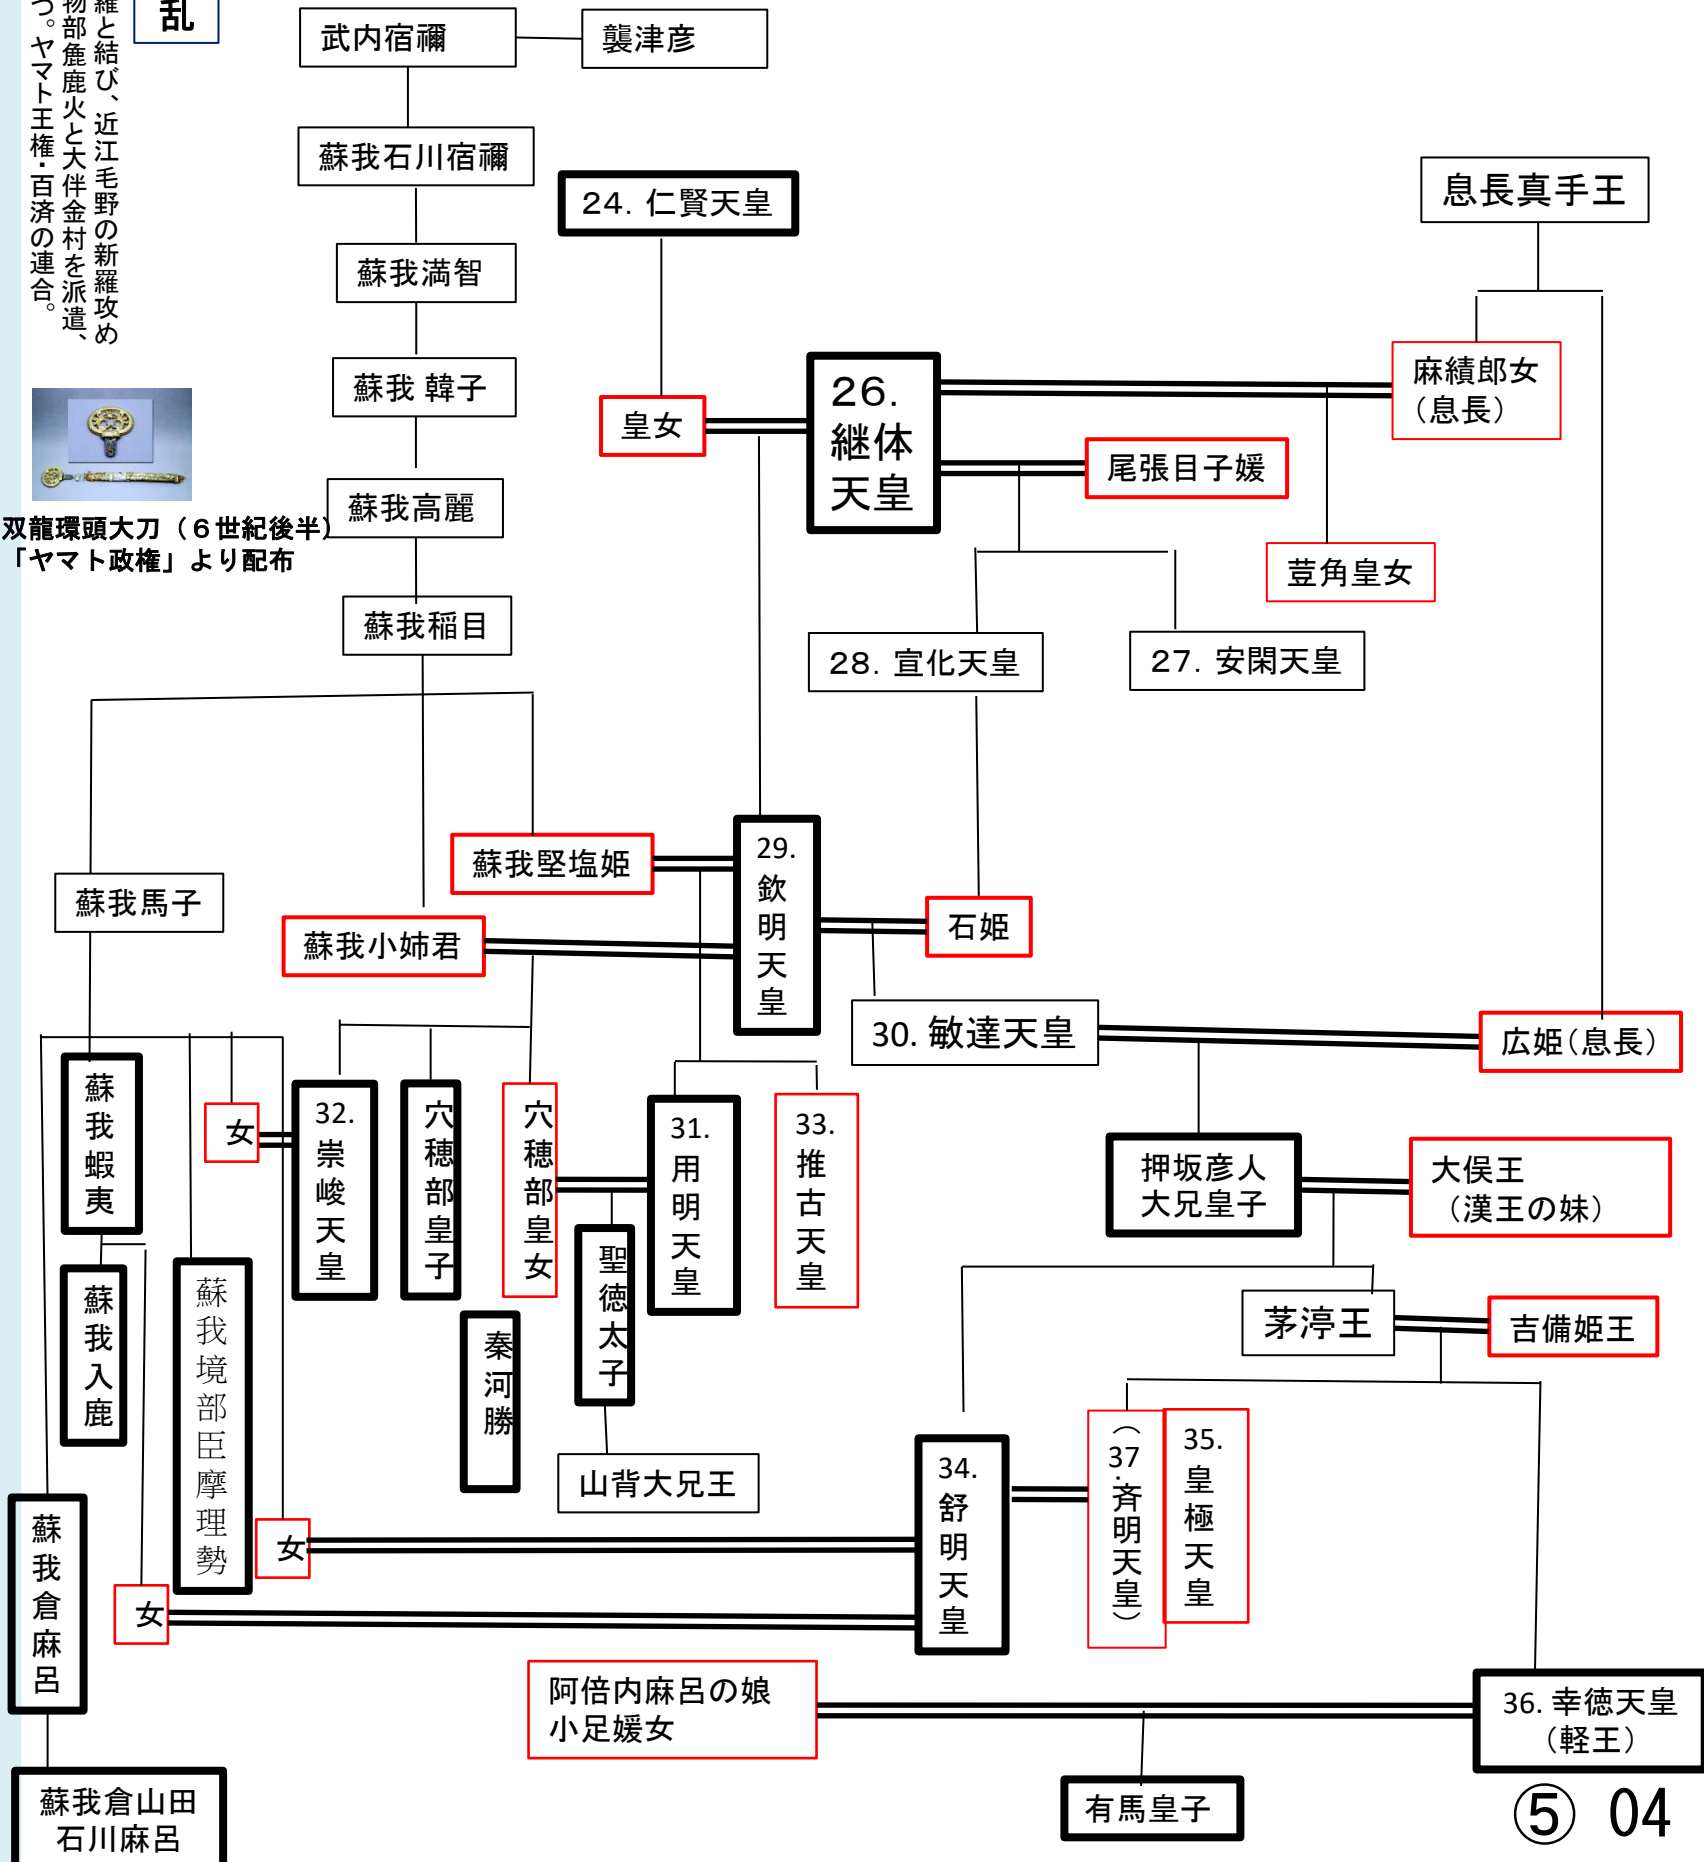 乱
羅と結び、近江毛野の新羅攻め
物部麁鹿火と大伴金村を派遣、
つ。ヤマト王権・百済の連合。
武内宿禰
襲津彦
蘇我石川宿禰
24. 仁賢天皇
息長真手王
蘇我満智
蘇我 韓子
皇女
26.
継体
天皇
麻績郎女
（息長）
尾張目子媛
蘇我高麗
双龍環頭大刀（６世紀後半）
「ヤマト政権」より配布
荳角皇女
蘇我稲目
28. 宣化天皇
27. 安閑天皇
蘇我堅塩姫
29.
欽明天皇
蘇我馬子
蘇我小姉君
石姫
30. 敏達天皇
広姫（息長）
蘇我蝦夷
女
32.
崇峻天皇
穴穂部皇子
穴穂部皇女
31.
用明天皇
33.
推古天皇
押坂彦人
大兄皇子
大俣王
（漢王の妹）
蘇我入鹿
蘇我境部臣摩理勢
秦河勝
聖徳太子
茅渟王
吉備姫王
山背大兄王
34.
舒明天皇
（37.斉明天皇）
35.
皇極天皇
蘇我倉麻呂
女
女
阿倍内麻呂の娘
小足媛女
36. 幸徳天皇
（軽王）
蘇我倉山田
石川麻呂
有馬皇子
⑤ 04